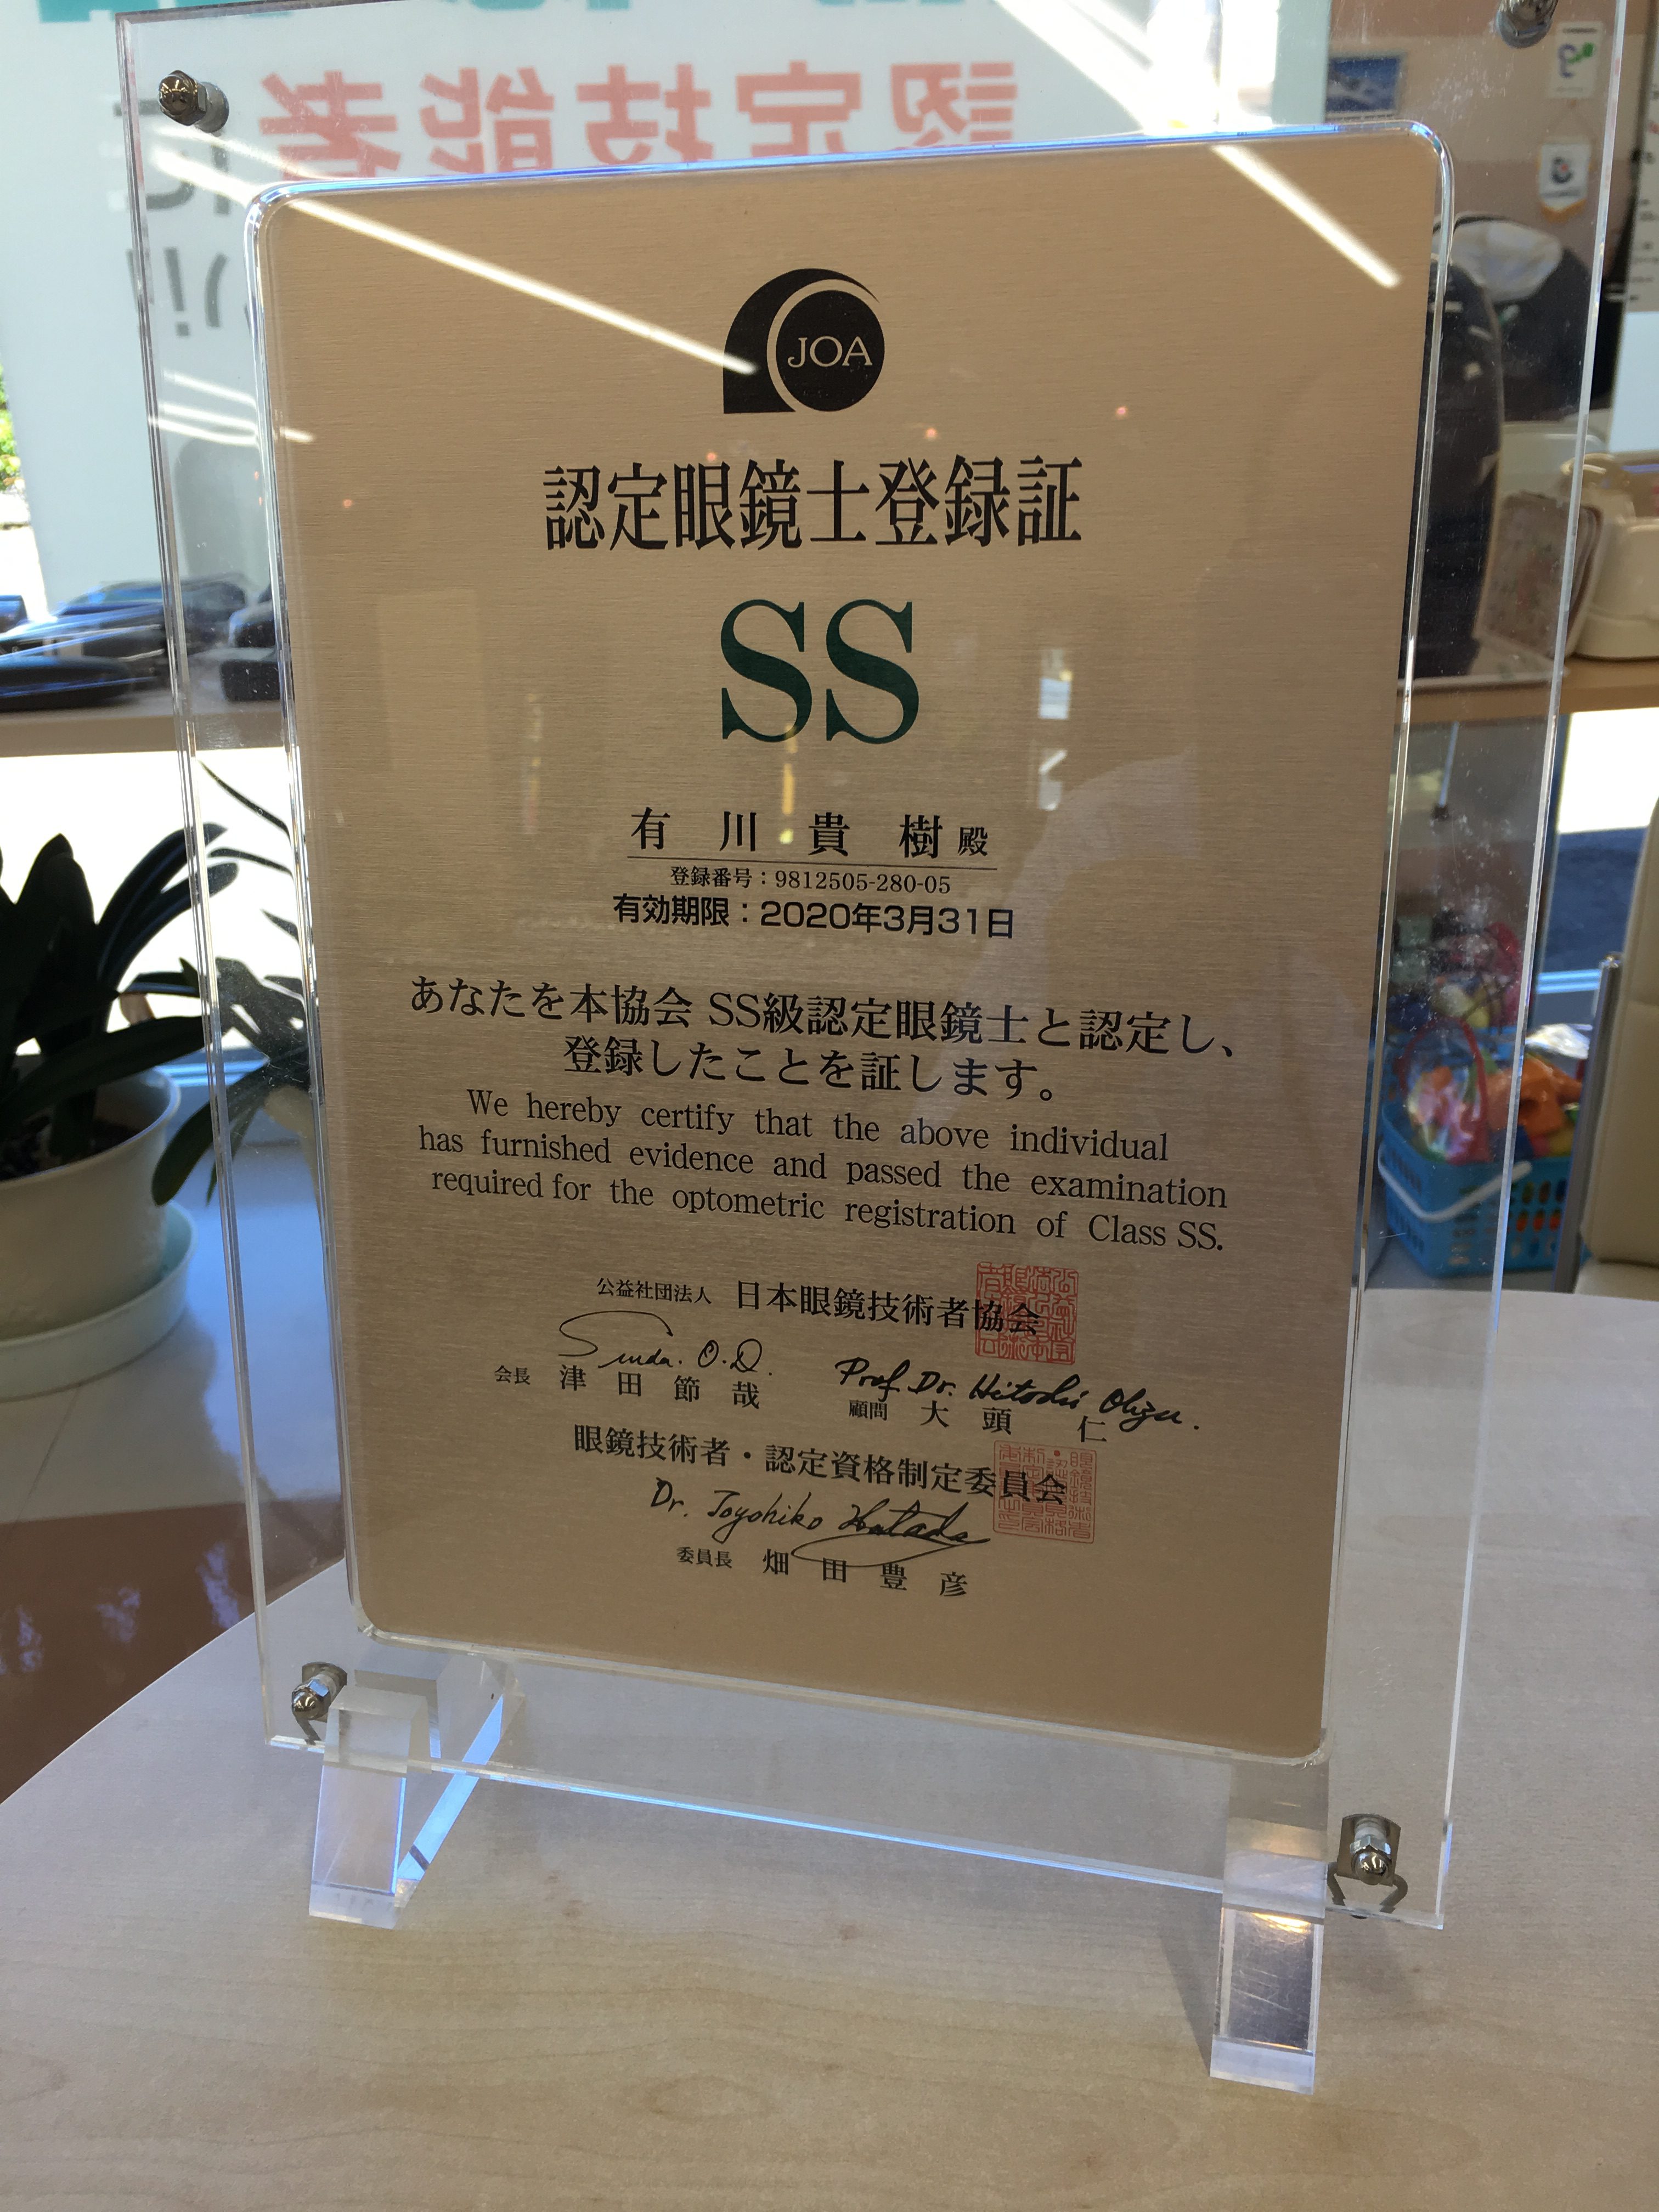 認定技能者
JOA
認定眼鏡士登録証
SS
有川貴樹殿
登録番号：9812505-280-05
有効期限：2020年3月31日
あなたを本協会 SS級認定眼鏡士と認定し、
登録したことを証します。
We hereby certify that the above individual
has furnished evidence and passed the examination
required for the optometric registration of Class SS.
公益社団法人 日本眼鏡技術者協会
会長 津田節哉
Prof. Dr. Hitoshi Ohzu.
顧問 大頭 仁
眼鏡技術者・認定資格制定委員会
Dr. Toyohiko Hatada
委員長 畑田豊彦